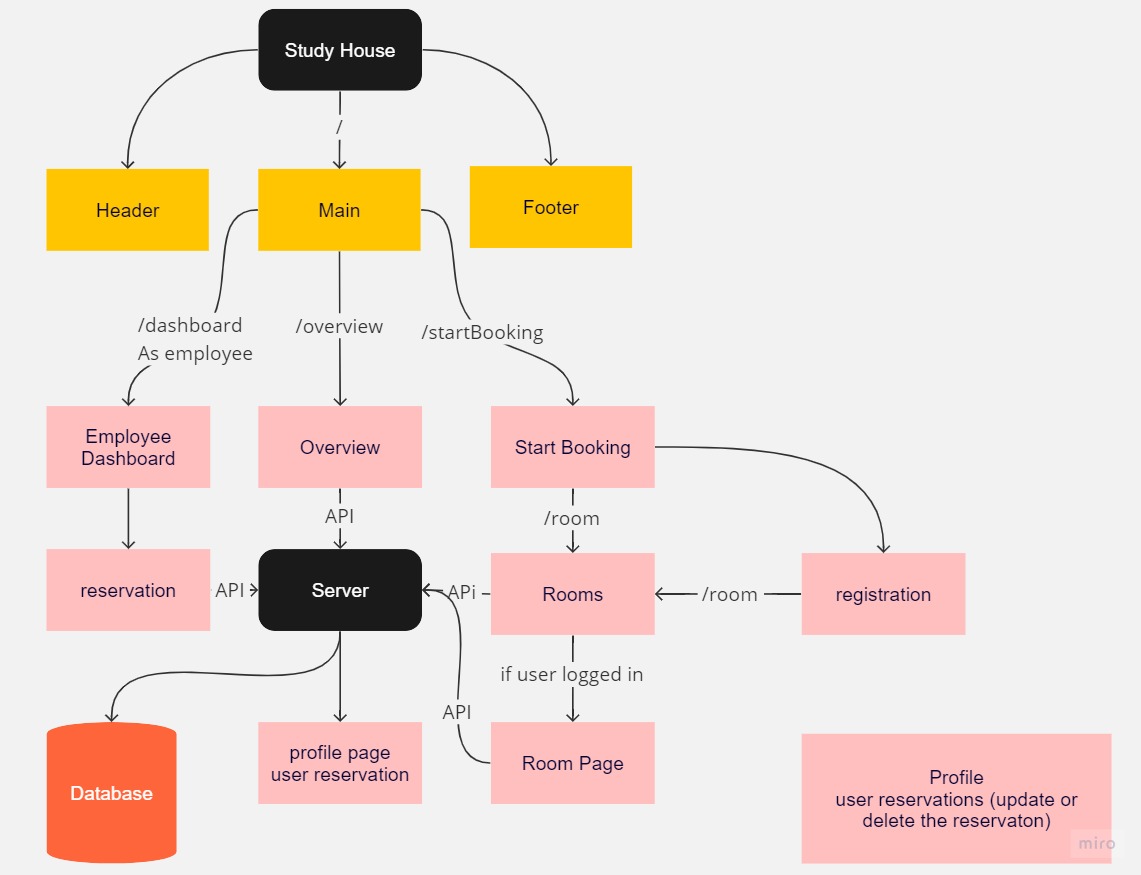 Study House
/
Header
Main
Footer
/dashboard
As employee
/overview
/startBooking
Employee
Dashboard
Overview
Start Booking
API
/room
reservation
API
Server
APi
Rooms
/room
registration
if user logged in
API
Database
profile page
user reservation
Room Page
Profile
user reservations (update or
delete the reservaton)
miro